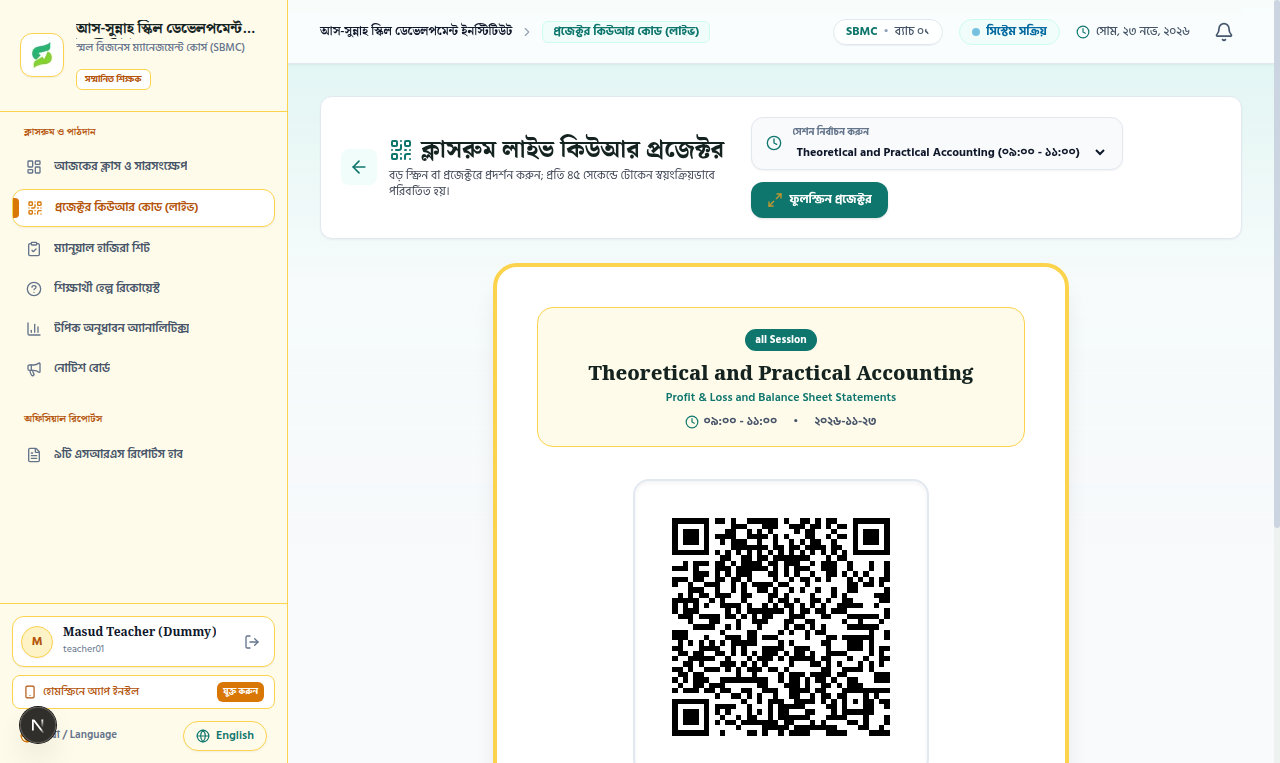 আস-সুন্নাহ স্কিল ডেভেলপমেন্ট...
স্মল বিজনেস ম্যানেজমেন্ট কোর্স (SBMC)
সম্মানিত শিক্ষক
ক্লাসরুম ও পাঠদান
আজকের ক্লাস ও সারসংক্ষেপ
প্রজেক্টর কিউআর কোড (লাইভ)
ম্যানুয়াল হাজিরা শিট
শিক্ষার্থী হেল্প রিকোয়েস্ট
টপিক অনুধাবন অ্যানালিটিক্স
নোটিশ বোর্ড
অফিসিয়াল রিপোর্টস
৯টি এসআরএস রিপোর্টস হাব
M
Masud Teacher (Dummy)
teacher01
হোমস্ক্রিনে অ্যাপ ইনস্টল
যুক্ত করুন
N
/ Language
English
আস-সুন্নাহ স্কিল ডেভেলপমেন্ট ইনস্টিটিউট
প্রজেক্টর কিউআর কোড (লাইভ)
SBMC • ব্যাচ ০১
সিস্টেম সক্রিয়
সোম, ২৩ নভে, ২০২৬
ক্লাসরুম লাইভ কিউআর প্রজেক্টর
বড় স্ক্রিন বা প্রজেক্টরে প্রদর্শন করুন; প্রতি ৪৫ সেকেন্ডে টোকেন স্বয়ংক্রিয়ভাবে
পরিবর্তিত হয়।
সেশন নির্বাচন করুন
Theoretical and Practical Accounting (০৯:০০ - ১১:০০)
ফুলস্ক্রিন প্রজেক্টর
all Session
Theoretical and Practical Accounting
Profit & Loss and Balance Sheet Statements
০৯:০০ - ১১:০০ • ২০২৬-১১-২৩